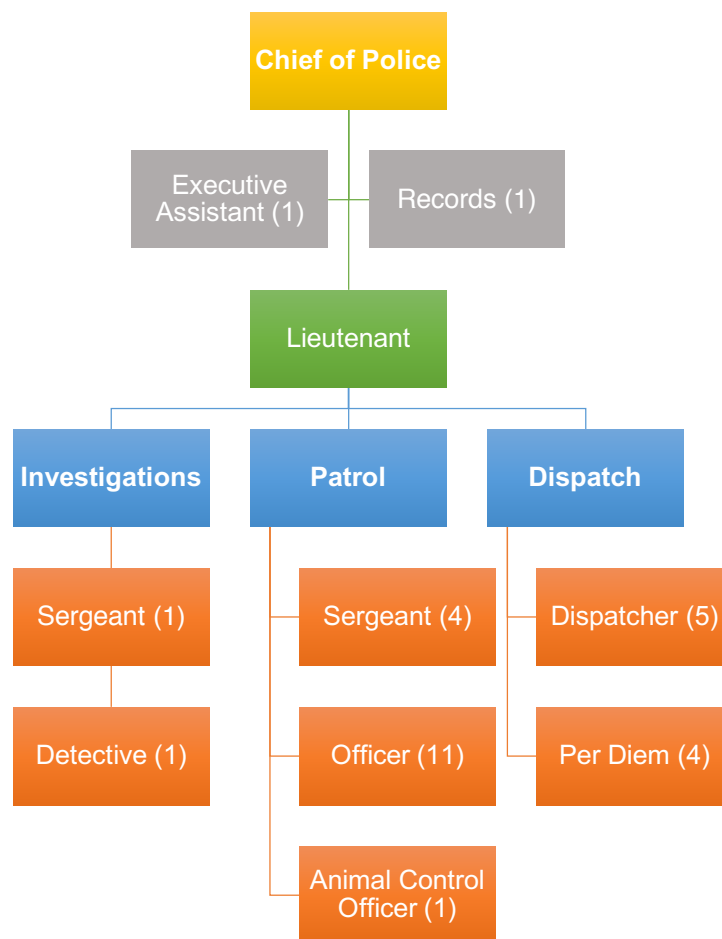 Chief of Police
Executive
Assistant (1)
Records (1)
Lieutenant
Investigations
Patrol
Dispatch
Sergeant (1)
Sergeant (4)
Dispatcher (5)
Detective (1)
Officer (11)
Per Diem (4)
Animal Control
Officer (1)